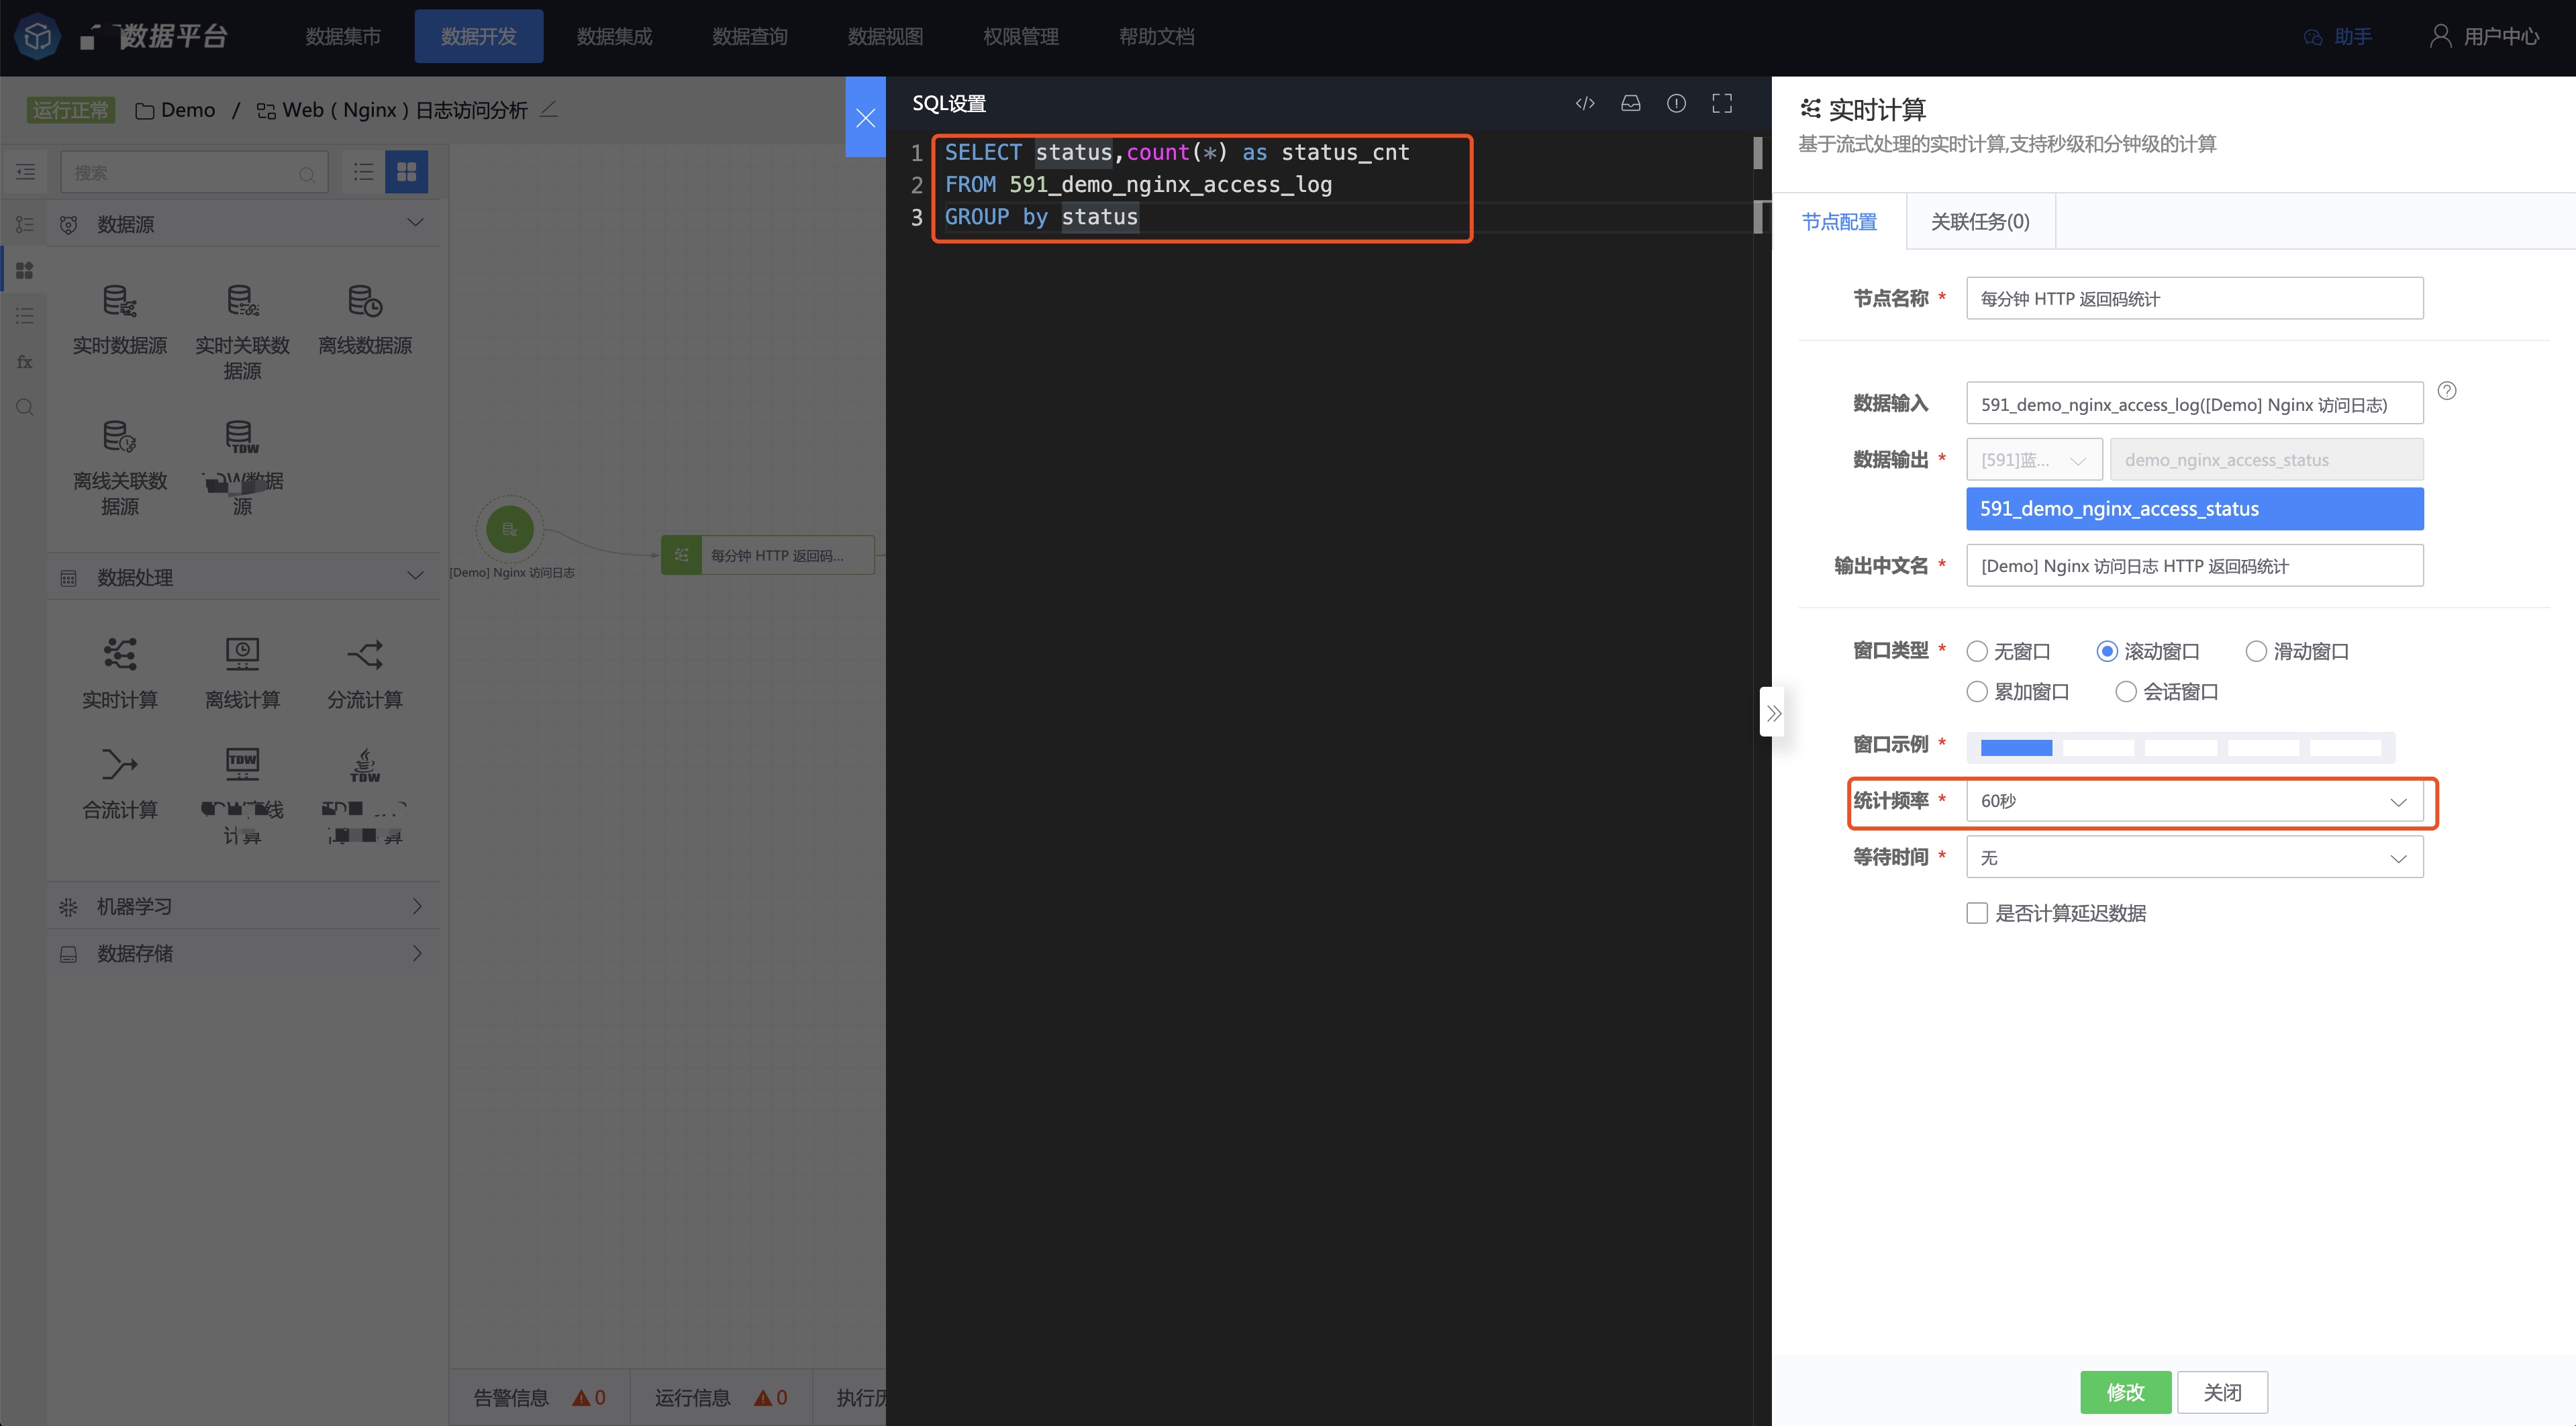 数据平台
数据集市 数据开发 数据集成 数据查询 数据视图 权限管理 帮助文档
助手 用户中心
运行正常 Demo / Web ( Nginx ) 日志访问分析
搜索
数据源
实时数据源
实时关联数
据源
离线数据源
离线关联数
据源
数据
源
数据处理
实时计算 离线计算 分流计算
合流计算
TDW
计算
TDW
算
机器学习
数据存储
[Demo] Nginx 访问日志
每分钟 HTTP 返回码...
告警信息 0 运行信息 0 执行历
SQL设置
1 SELECT status,count(*) as status_cnt
2 FROM 591_demo_nginx_access_log
3 GROUP by status
实时计算
基于流式处理的实时计算,支持秒级和分钟级的计算
节点配置 关联任务(0)
节点名称 * 每分钟 HTTP 返回码统计
数据输入 591_demo_nginx_access_log([Demo] Nginx 访问日志)
数据输出 * [591]蓝... demo_nginx_access_status
591_demo_nginx_access_status
输出中文名 * [Demo] Nginx 访问日志 HTTP 返回码统计
窗口类型 * 无窗口 滚动窗口 滑动窗口
累加窗口 会话窗口
窗口示例 *
统计频率 * 60秒
等待时间 * 无
是否计算延迟数据
修改 关闭